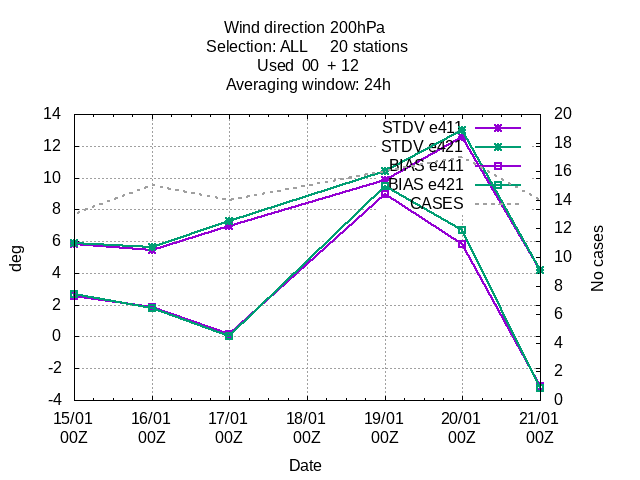 Wind direction 200hPa
Selection: ALL 20 stations
Used 00 + 12
Averaging window: 24h
14
12
10
8
6
4
2
0
-2
-4
20
18
16
14
12
10
8
6
4
2
0
STDV e411
STDV e421
BIAS e411
BIAS e421
CASES
deg
No cases
15/01 16/01 17/01 18/01 19/01 20/01 21/01
00Z 00Z 00Z 00Z 00Z 00Z 00Z
Date